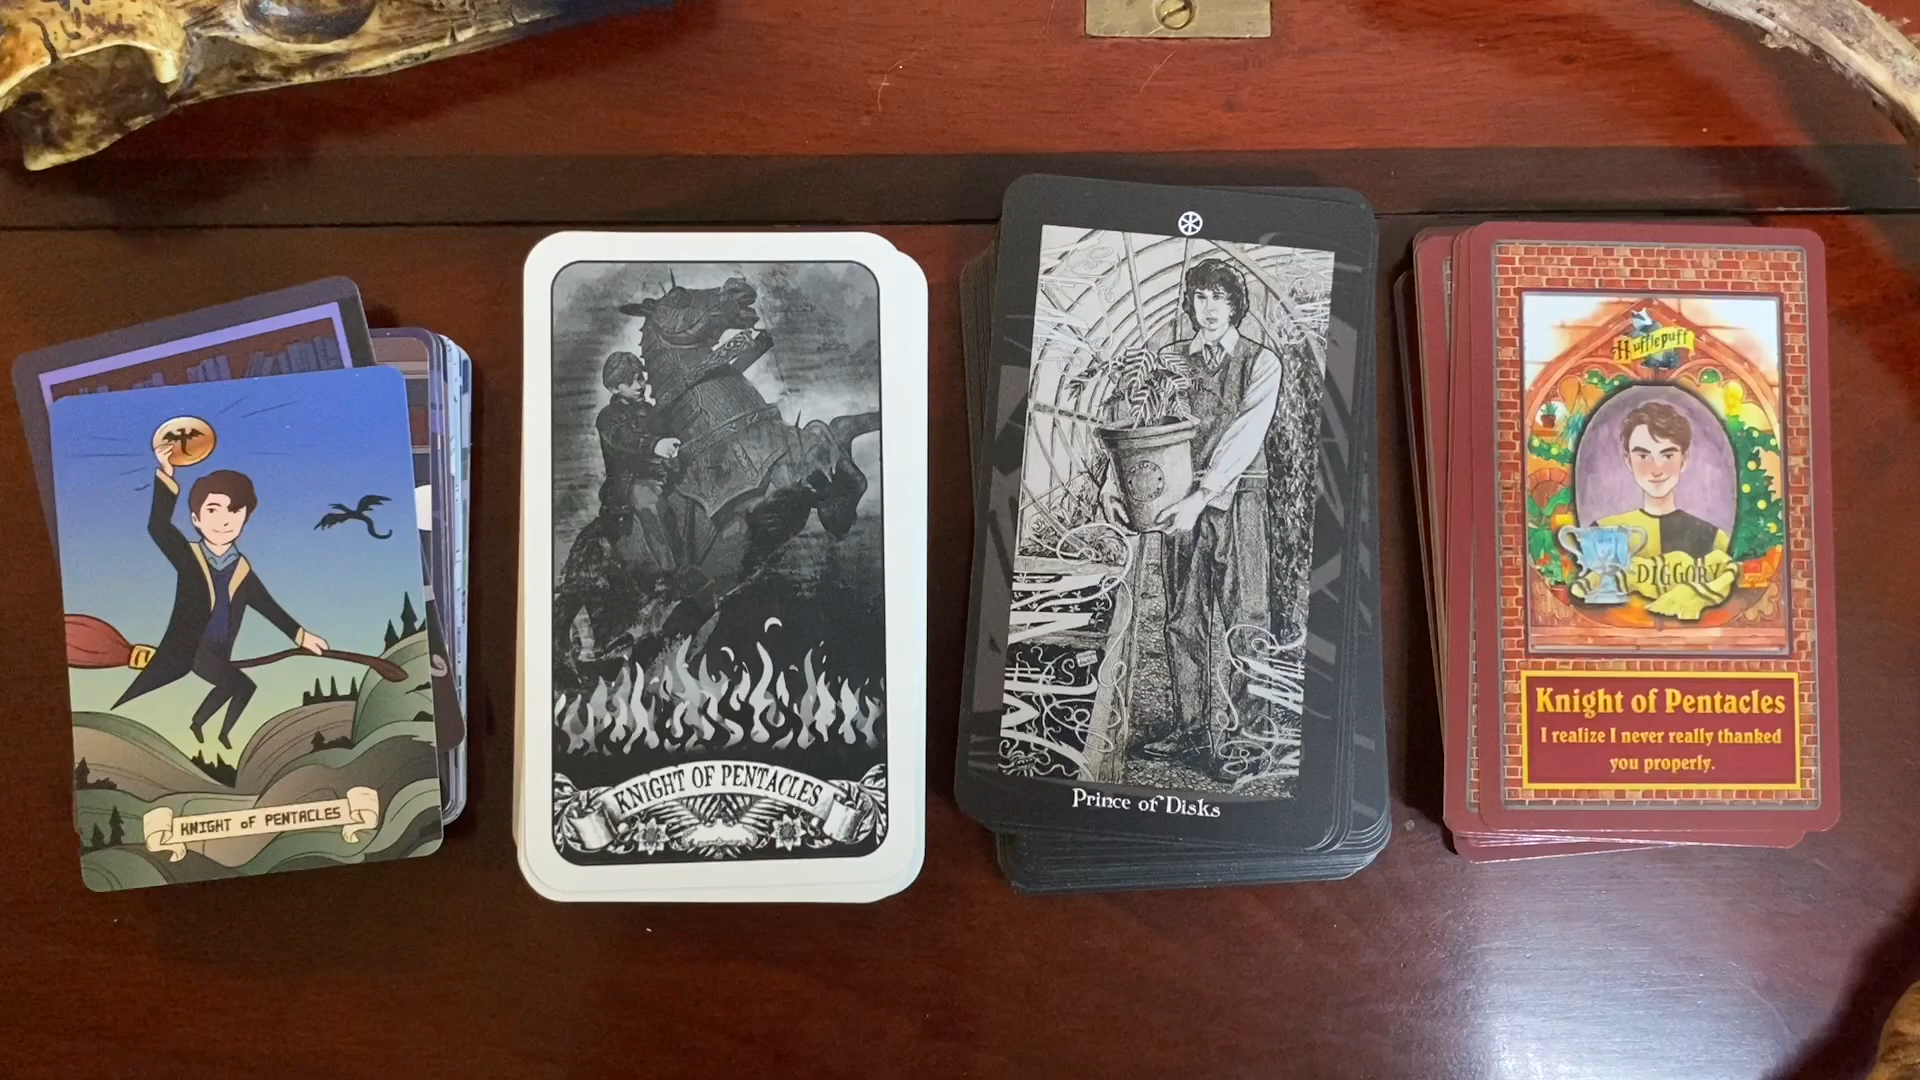 KNIGHT of PENTACLES
KNIGHT OF PENTACLES
Prince of Disks
Hufflepuff
DIGGORY
Knight of Pentacles
I realize I never really thanked
you properly.